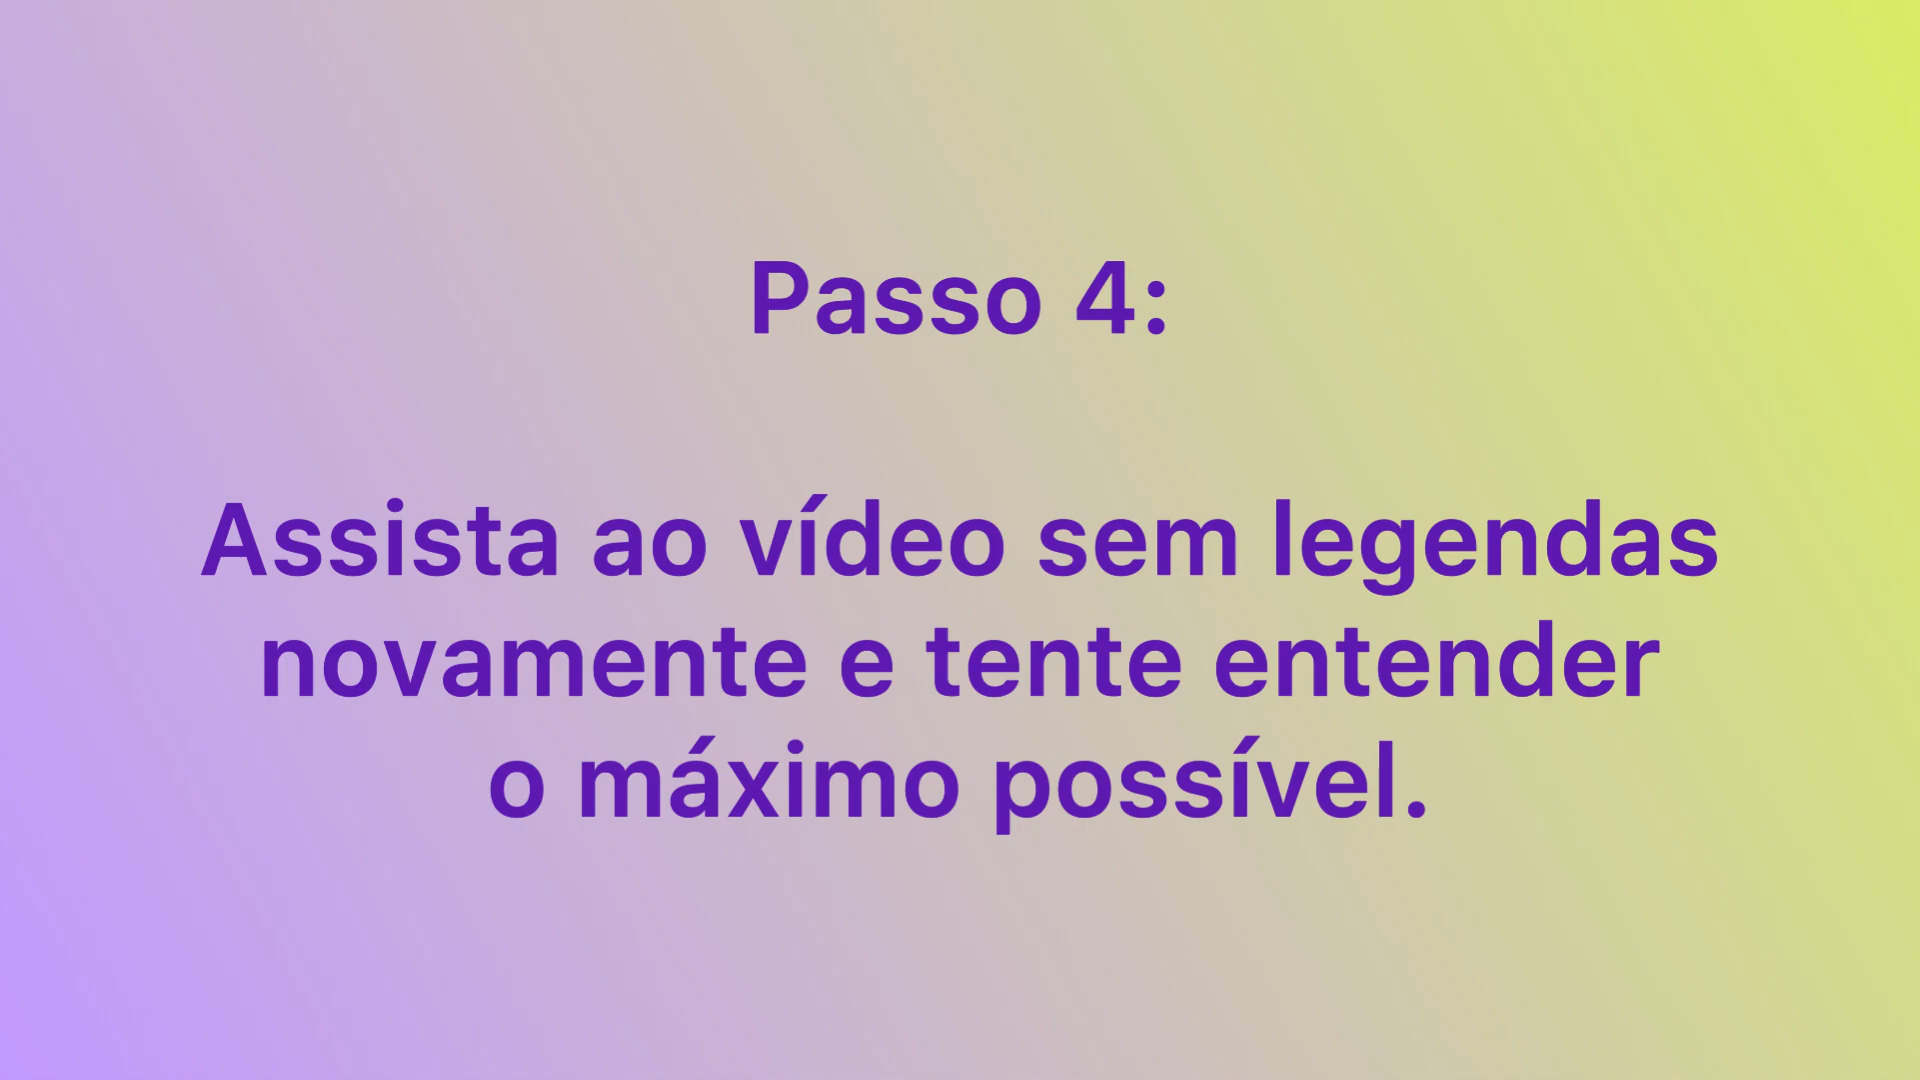 Passo 4:
Assista ao vídeo sem legendas
novamente e tente entender
o máximo possível.